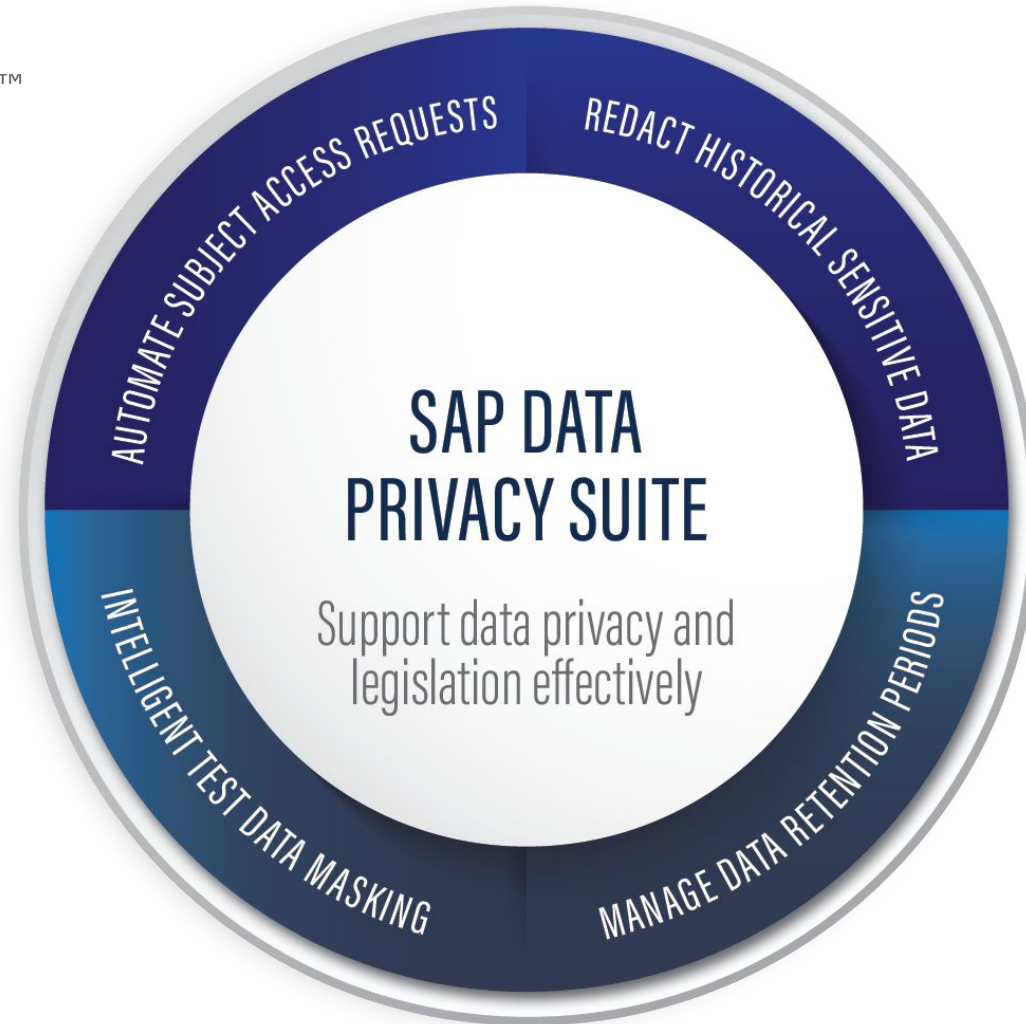 TM
AUTOMATE SUBJECT ACCESS REQUESTS
REDACT HISTORICAL SENSITIVE DATA
SAP DATA
PRIVACY SUITE
Support data privacy and
legislation effectively
INTELLIGENT TEST DATA MASKING
MANAGE DATA RETENTION PERIODS